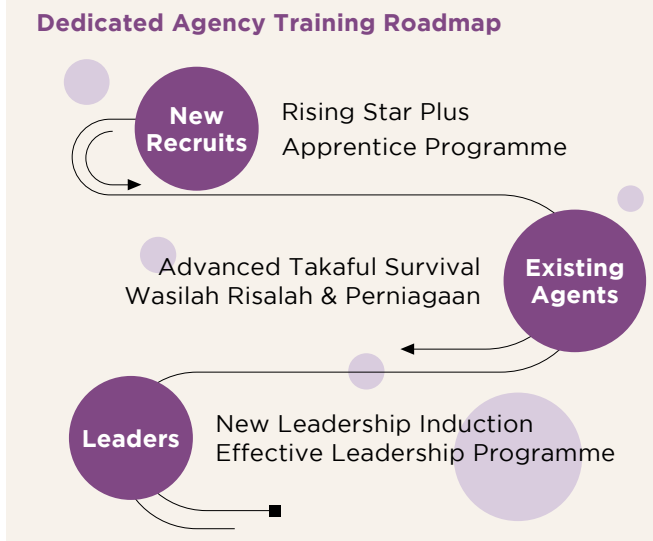 Dedicated Agency Training Roadmap
New
Recruits
Rising Star Plus
Apprentice Programme
Advanced Takaful Survival
Wasilah Risalah & Perniagaan
Existing
Agents
Leaders
New Leadership Induction
Effective Leadership Programme